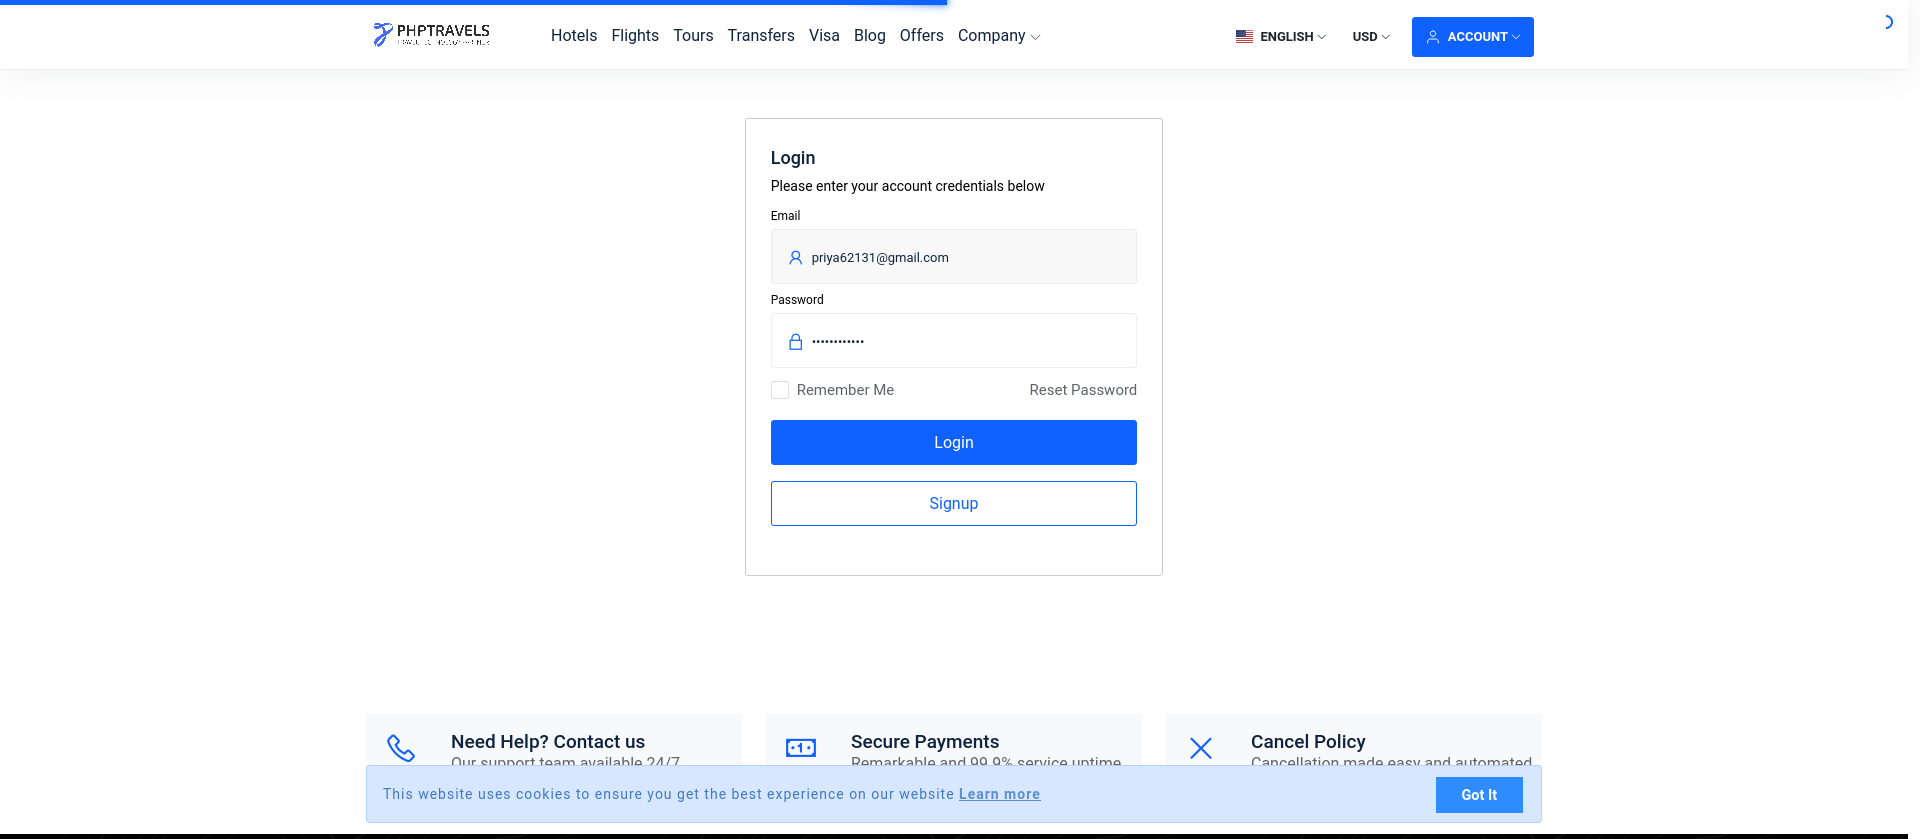 PHPTRAVELS
Hotels Flights Tours Transfers Visa Blog Offers Company
ENGLISH USD ACCOUNT
Login
Please enter your account credentials below
Email
priya62131@gmail.com
Password
••••••••••••
Remember Me Reset Password
Login
Signup
Need Help? Contact us
Our support team available 24/7
Secure Payments
Remarkable and 99.9% service uptime
Cancel Policy
Cancellation made easy and automated
This website uses cookies to ensure you get the best experience on our website Learn more
Got It